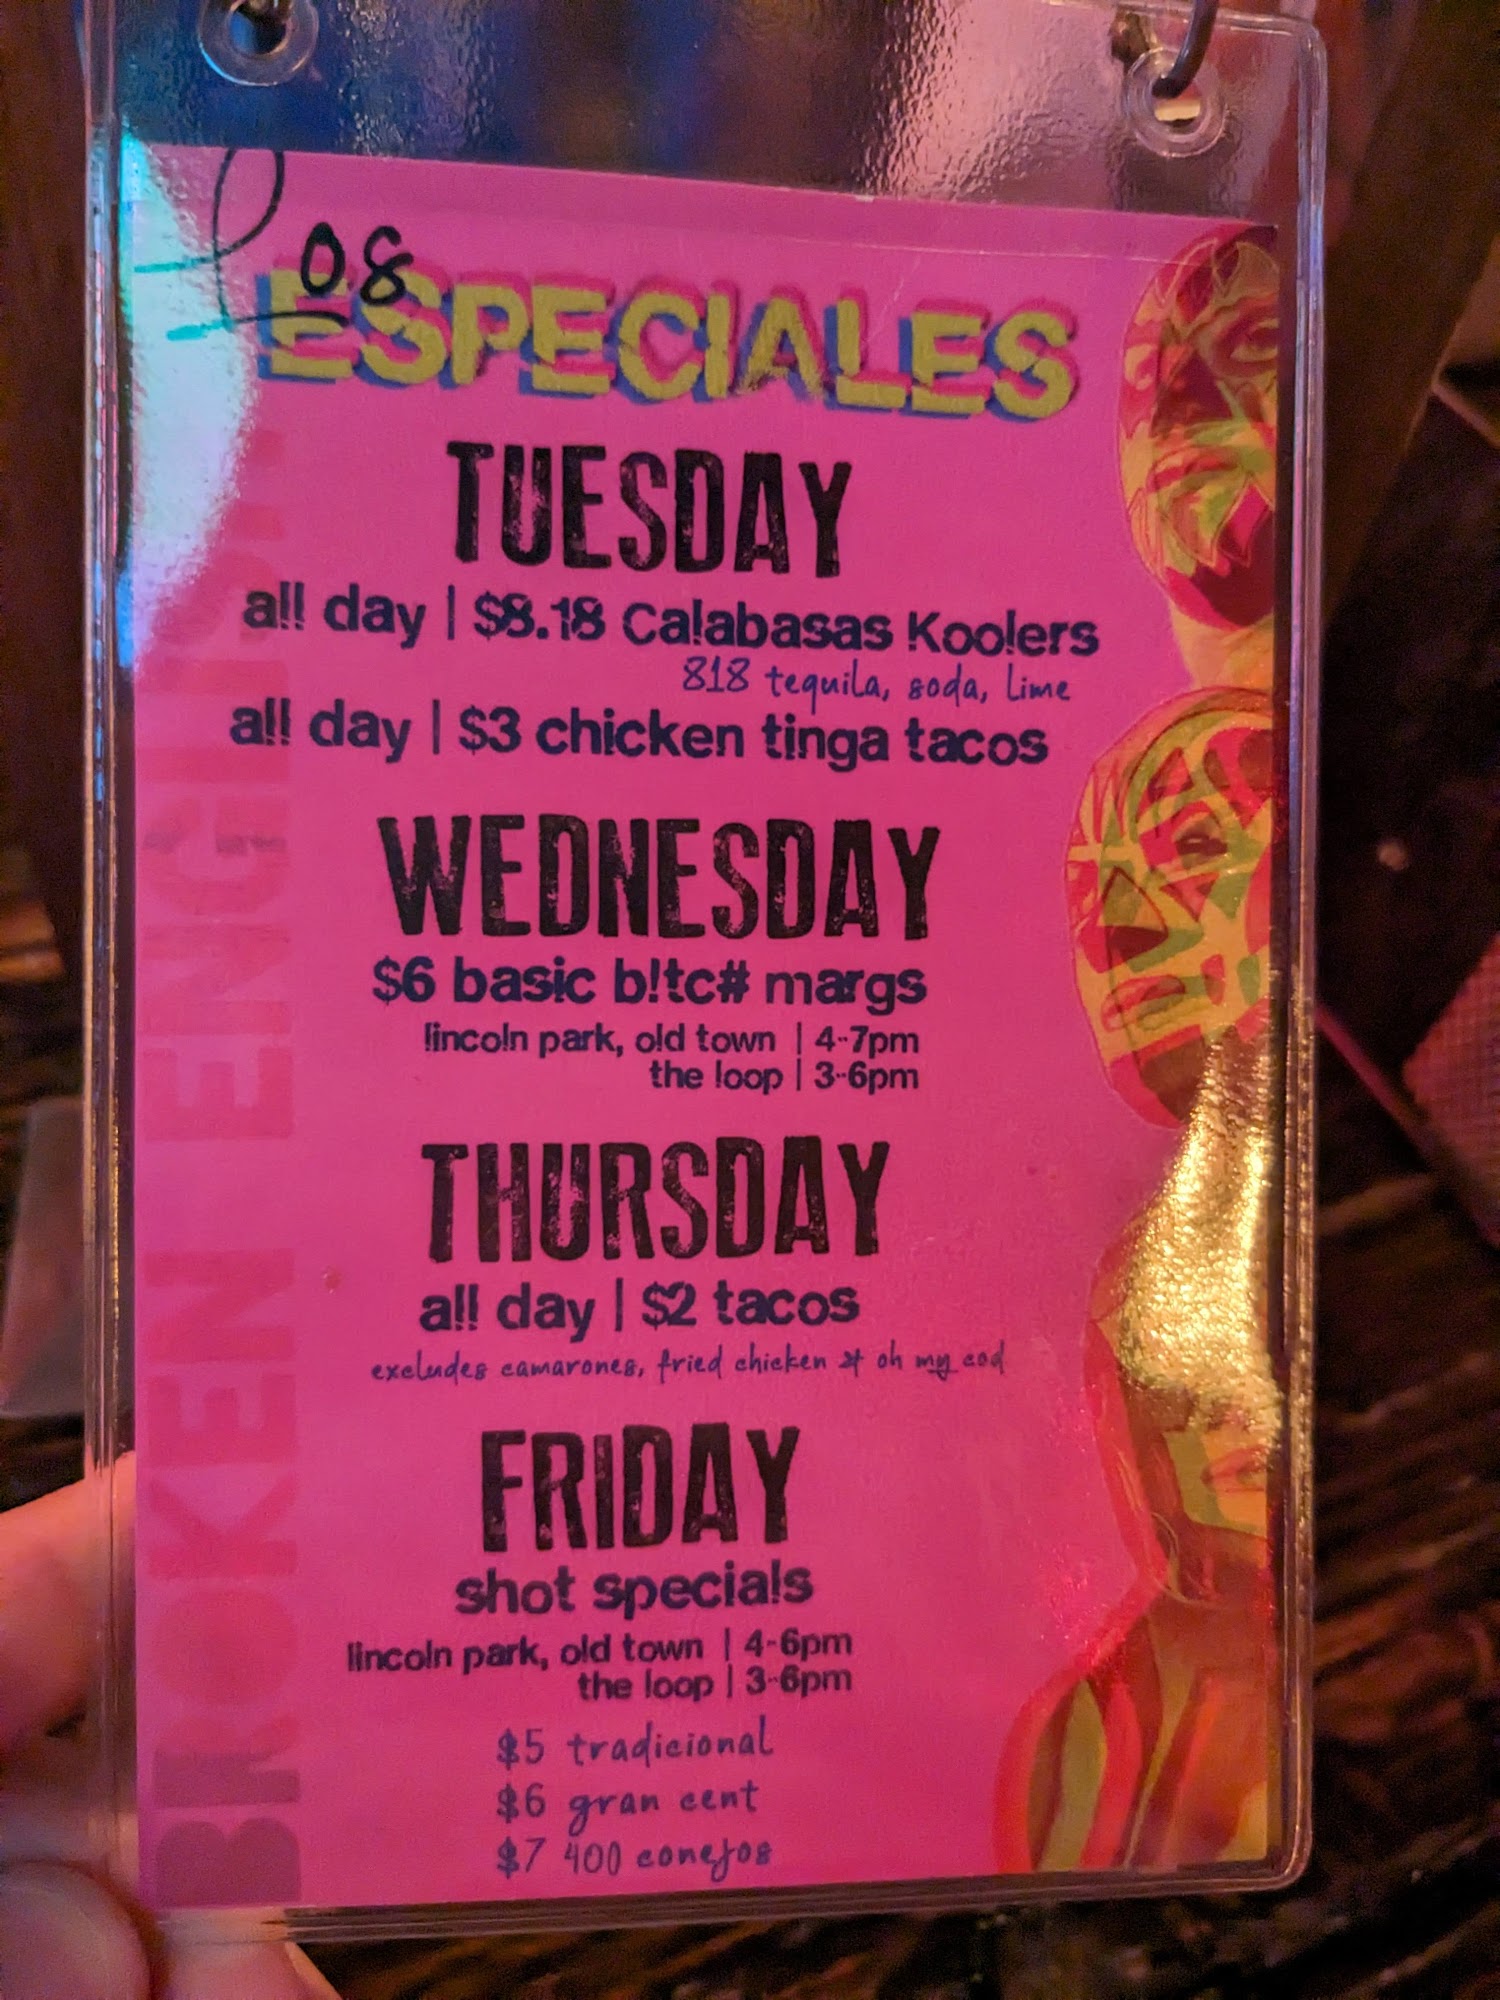 Los
ESPECIALES
TUESDAY
all day | $8.18 Calabasas Koolers
818 tequila, soda, lime
all day | $3 chicken tinga tacos
WEDNESDAY
$6 basic b!tc# margs
lincoln park, old town | 4-7pm
the loop | 3-6pm
THURSDAY
all day | $2 tacos
excludes camarones, fried chicken & oh my cod
FRIDAY
shot specials
lincoln park, old town | 4-6pm
the loop | 3-6pm
$5 tradicional
$6 gran cent
$7 400 conejos
BROKEN ENGLISH